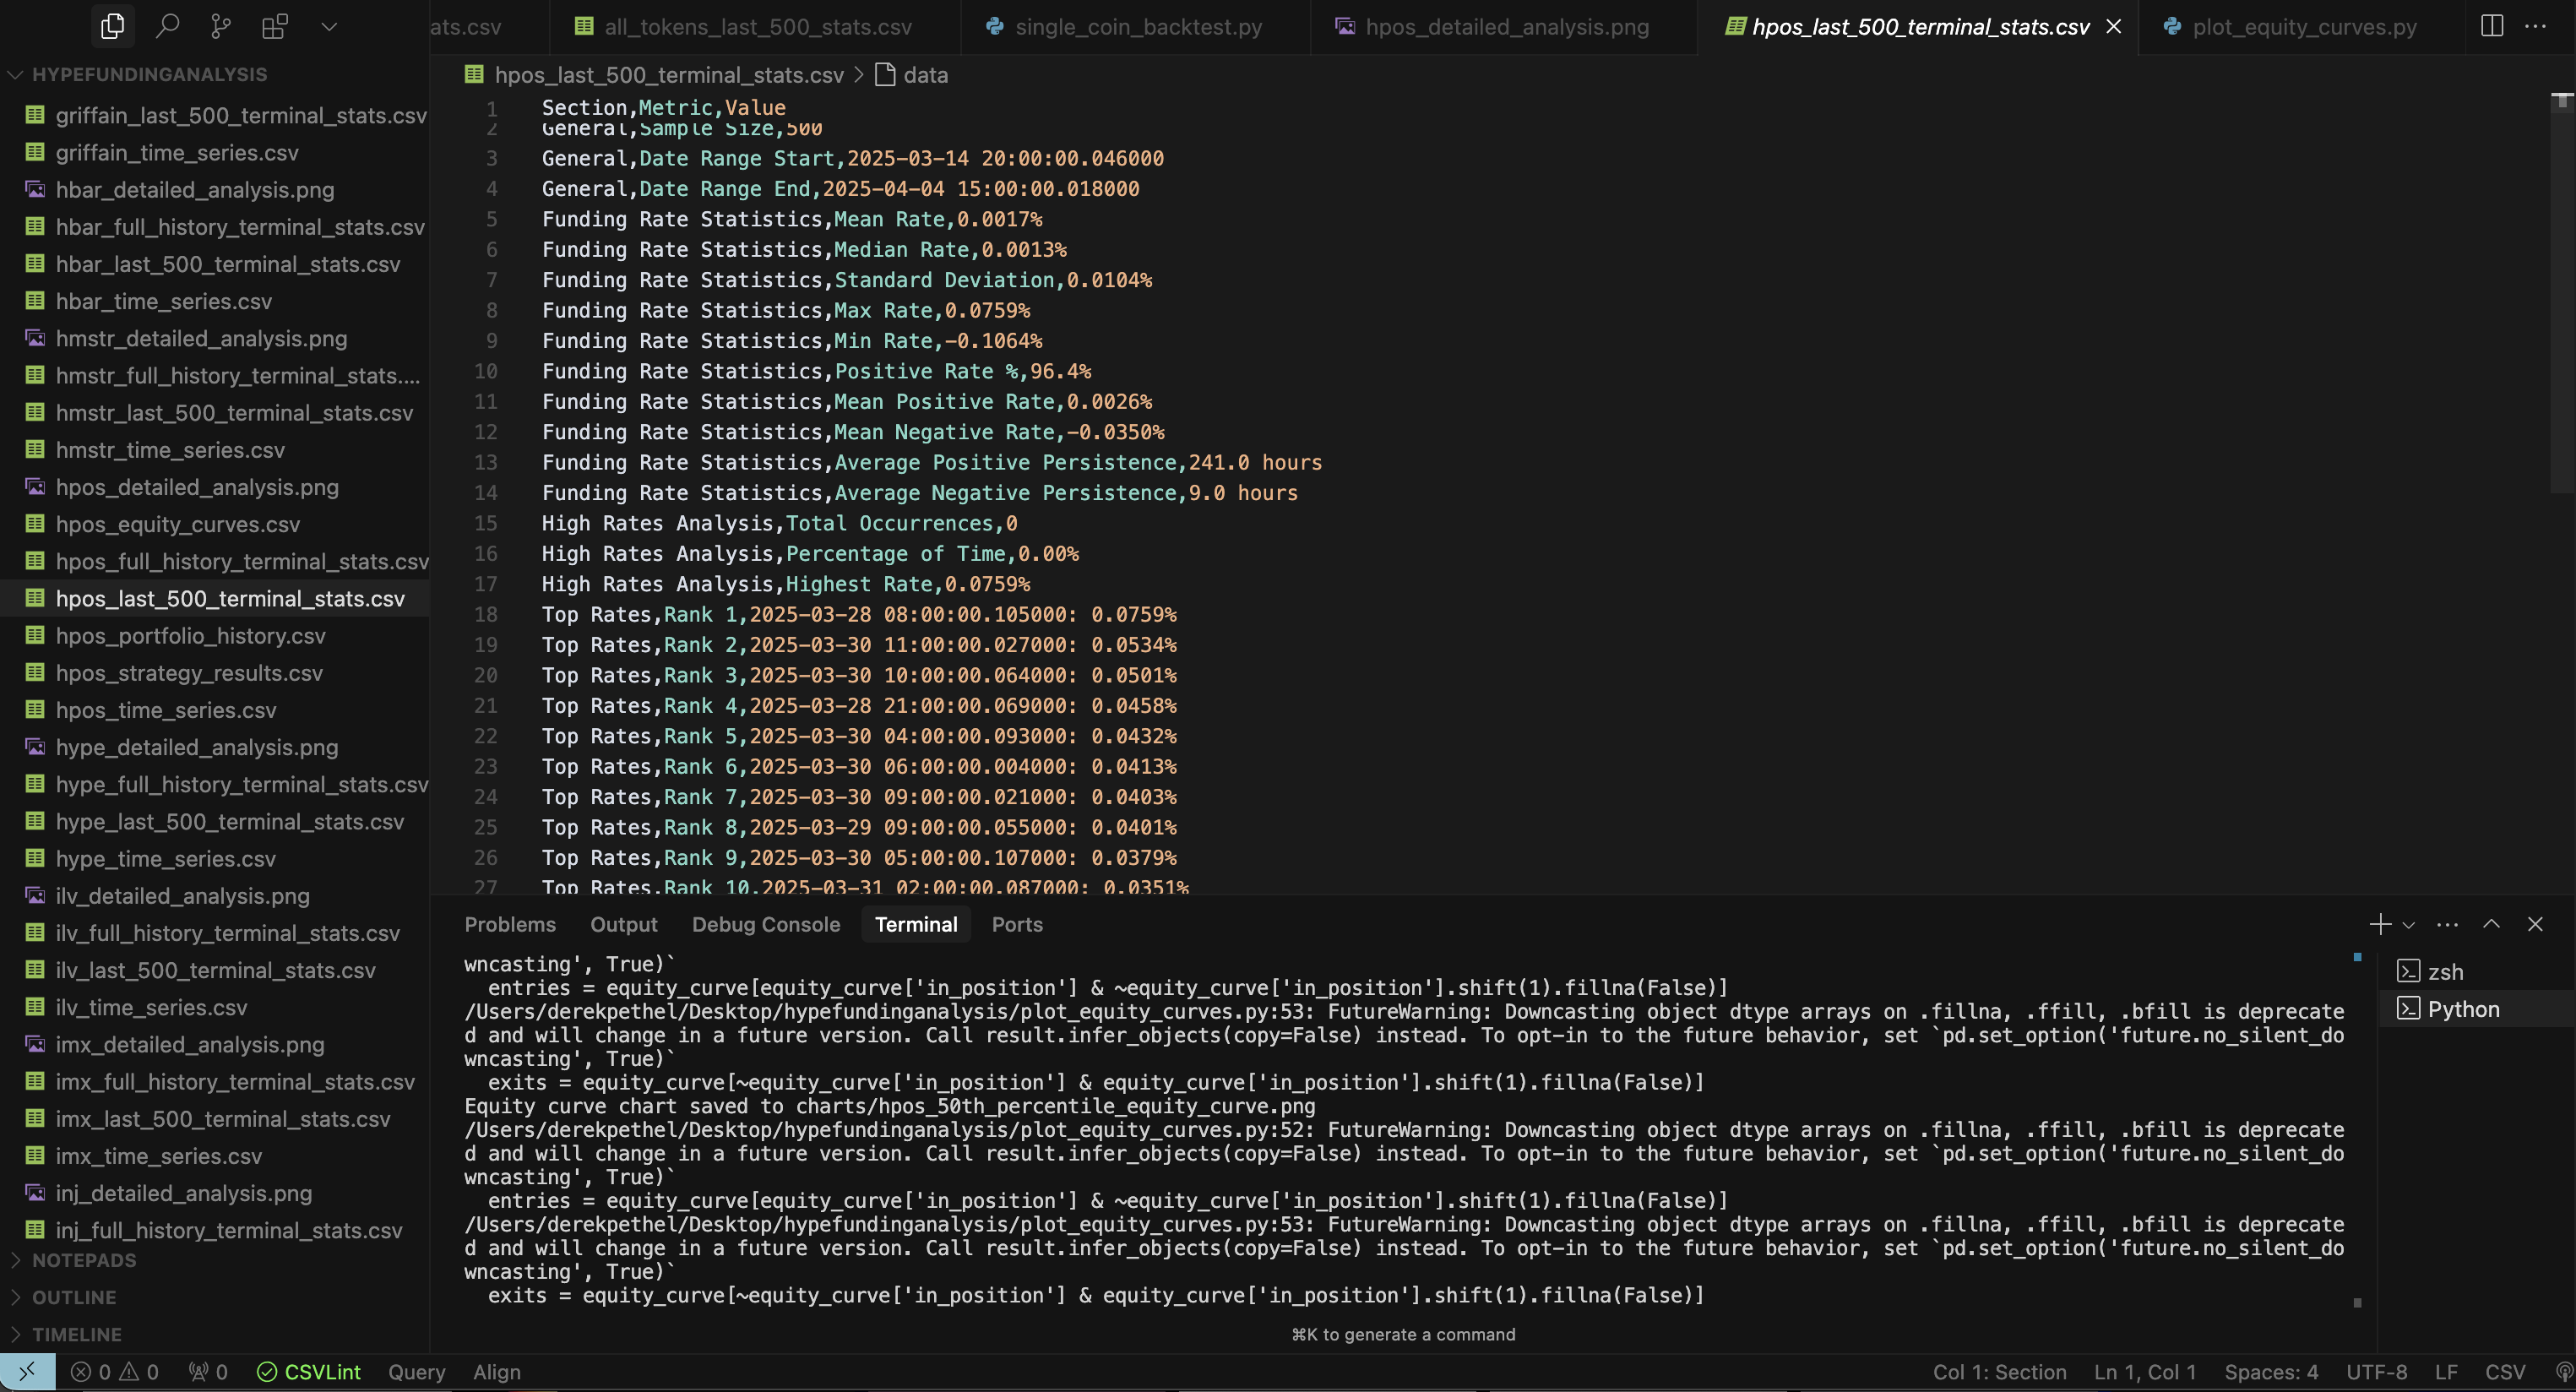 ats.csv
all_tokens_last_500_stats.csv
single_coin_backtest.py
hpos_detailed_analysis.png
hpos_last_500_terminal_stats.csv
plot_equity_curves.py
HYPEFUNDINGANALYSIS
griffain_last_500_terminal_stats.csv
griffain_time_series.csv
hbar_detailed_analysis.png
hbar_full_history_terminal_stats.csv
hbar_last_500_terminal_stats.csv
hbar_time_series.csv
hmstr_detailed_analysis.png
hmstr_full_history_terminal_stats....
hmstr_last_500_terminal_stats.csv
hmstr_time_series.csv
hpos_detailed_analysis.png
hpos_equity_curves.csv
hpos_full_history_terminal_stats.csv
hpos_last_500_terminal_stats.csv
hpos_portfolio_history.csv
hpos_strategy_results.csv
hpos_time_series.csv
hype_detailed_analysis.png
hype_full_history_terminal_stats.csv
hype_last_500_terminal_stats.csv
hype_time_series.csv
ilv_detailed_analysis.png
ilv_full_history_terminal_stats.csv
ilv_last_500_terminal_stats.csv
ilv_time_series.csv
imx_detailed_analysis.png
imx_full_history_terminal_stats.csv
imx_last_500_terminal_stats.csv
imx_time_series.csv
inj_detailed_analysis.png
inj_full_history_terminal_stats.csv
NOTEPADS
OUTLINE
TIMELINE
hpos_last_500_terminal_stats.csv > data
1 Section,Metric,Value
2 General,Sample Size,500
3 General,Date Range Start,2025-03-14 20:00:00.046000
4 General,Date Range End,2025-04-04 15:00:00.018000
5 Funding Rate Statistics,Mean Rate,0.0017%
6 Funding Rate Statistics,Median Rate,0.0013%
7 Funding Rate Statistics,Standard Deviation,0.0104%
8 Funding Rate Statistics,Max Rate,0.0759%
9 Funding Rate Statistics,Min Rate,-0.1064%
10 Funding Rate Statistics,Positive Rate %,96.4%
11 Funding Rate Statistics,Mean Positive Rate,0.0026%
12 Funding Rate Statistics,Mean Negative Rate,-0.0350%
13 Funding Rate Statistics,Average Positive Persistence,241.0 hours
14 Funding Rate Statistics,Average Negative Persistence,9.0 hours
15 High Rates Analysis,Total Occurrences,0
16 High Rates Analysis,Percentage of Time,0.00%
17 High Rates Analysis,Highest Rate,0.0759%
18 Top Rates,Rank 1,2025-03-28 08:00:00.105000: 0.0759%
19 Top Rates,Rank 2,2025-03-30 11:00:00.027000: 0.0534%
20 Top Rates,Rank 3,2025-03-30 10:00:00.064000: 0.0501%
21 Top Rates,Rank 4,2025-03-28 21:00:00.069000: 0.0458%
22 Top Rates,Rank 5,2025-03-30 04:00:00.093000: 0.0432%
23 Top Rates,Rank 6,2025-03-30 06:00:00.004000: 0.0413%
24 Top Rates,Rank 7,2025-03-30 09:00:00.021000: 0.0403%
25 Top Rates,Rank 8,2025-03-29 09:00:00.055000: 0.0401%
26 Top Rates,Rank 9,2025-03-30 05:00:00.107000: 0.0379%
27 Top Rates,Rank 10,2025-03-31 02:00:00.087000: 0.0351%
Problems Output Debug Console Terminal Ports
wncasting', True)`
entries = equity_curve[equity_curve['in_position'] & ~equity_curve['in_position'].shift(1).fillna(False)]
/Users/derekpethel/Desktop/hypefundinganalysis/plot_equity_curves.py:53: FutureWarning: Downcasting object dtype arrays on .fillna, .ffill, .bfill is deprecate
d and will change in a future version. Call result.infer_objects(copy=False) instead. To opt-in to the future behavior, set `pd.set_option('future.no_silent_do
wncasting', True)`
exits = equity_curve[~equity_curve['in_position'] & equity_curve['in_position'].shift(1).fillna(False)]
Equity curve chart saved to charts/hpos_50th_percentile_equity_curve.png
/Users/derekpethel/Desktop/hypefundinganalysis/plot_equity_curves.py:52: FutureWarning: Downcasting object dtype arrays on .fillna, .ffill, .bfill is deprecate
d and will change in a future version. Call result.infer_objects(copy=False) instead. To opt-in to the future behavior, set `pd.set_option('future.no_silent_do
wncasting', True)`
entries = equity_curve[equity_curve['in_position'] & ~equity_curve['in_position'].shift(1).fillna(False)]
/Users/derekpethel/Desktop/hypefundinganalysis/plot_equity_curves.py:53: FutureWarning: Downcasting object dtype arrays on .fillna, .ffill, .bfill is deprecate
d and will change in a future version. Call result.infer_objects(copy=False) instead. To opt-in to the future behavior, set `pd.set_option('future.no_silent_do
wncasting', True)`
exits = equity_curve[~equity_curve['in_position'] & equity_curve['in_position'].shift(1).fillna(False)]
⌘K to generate a command
zsh
Python
0 0 0 CSVLint Query Align
Col 1: Section Ln 1, Col 1 Spaces: 4 UTF-8 LF CSV